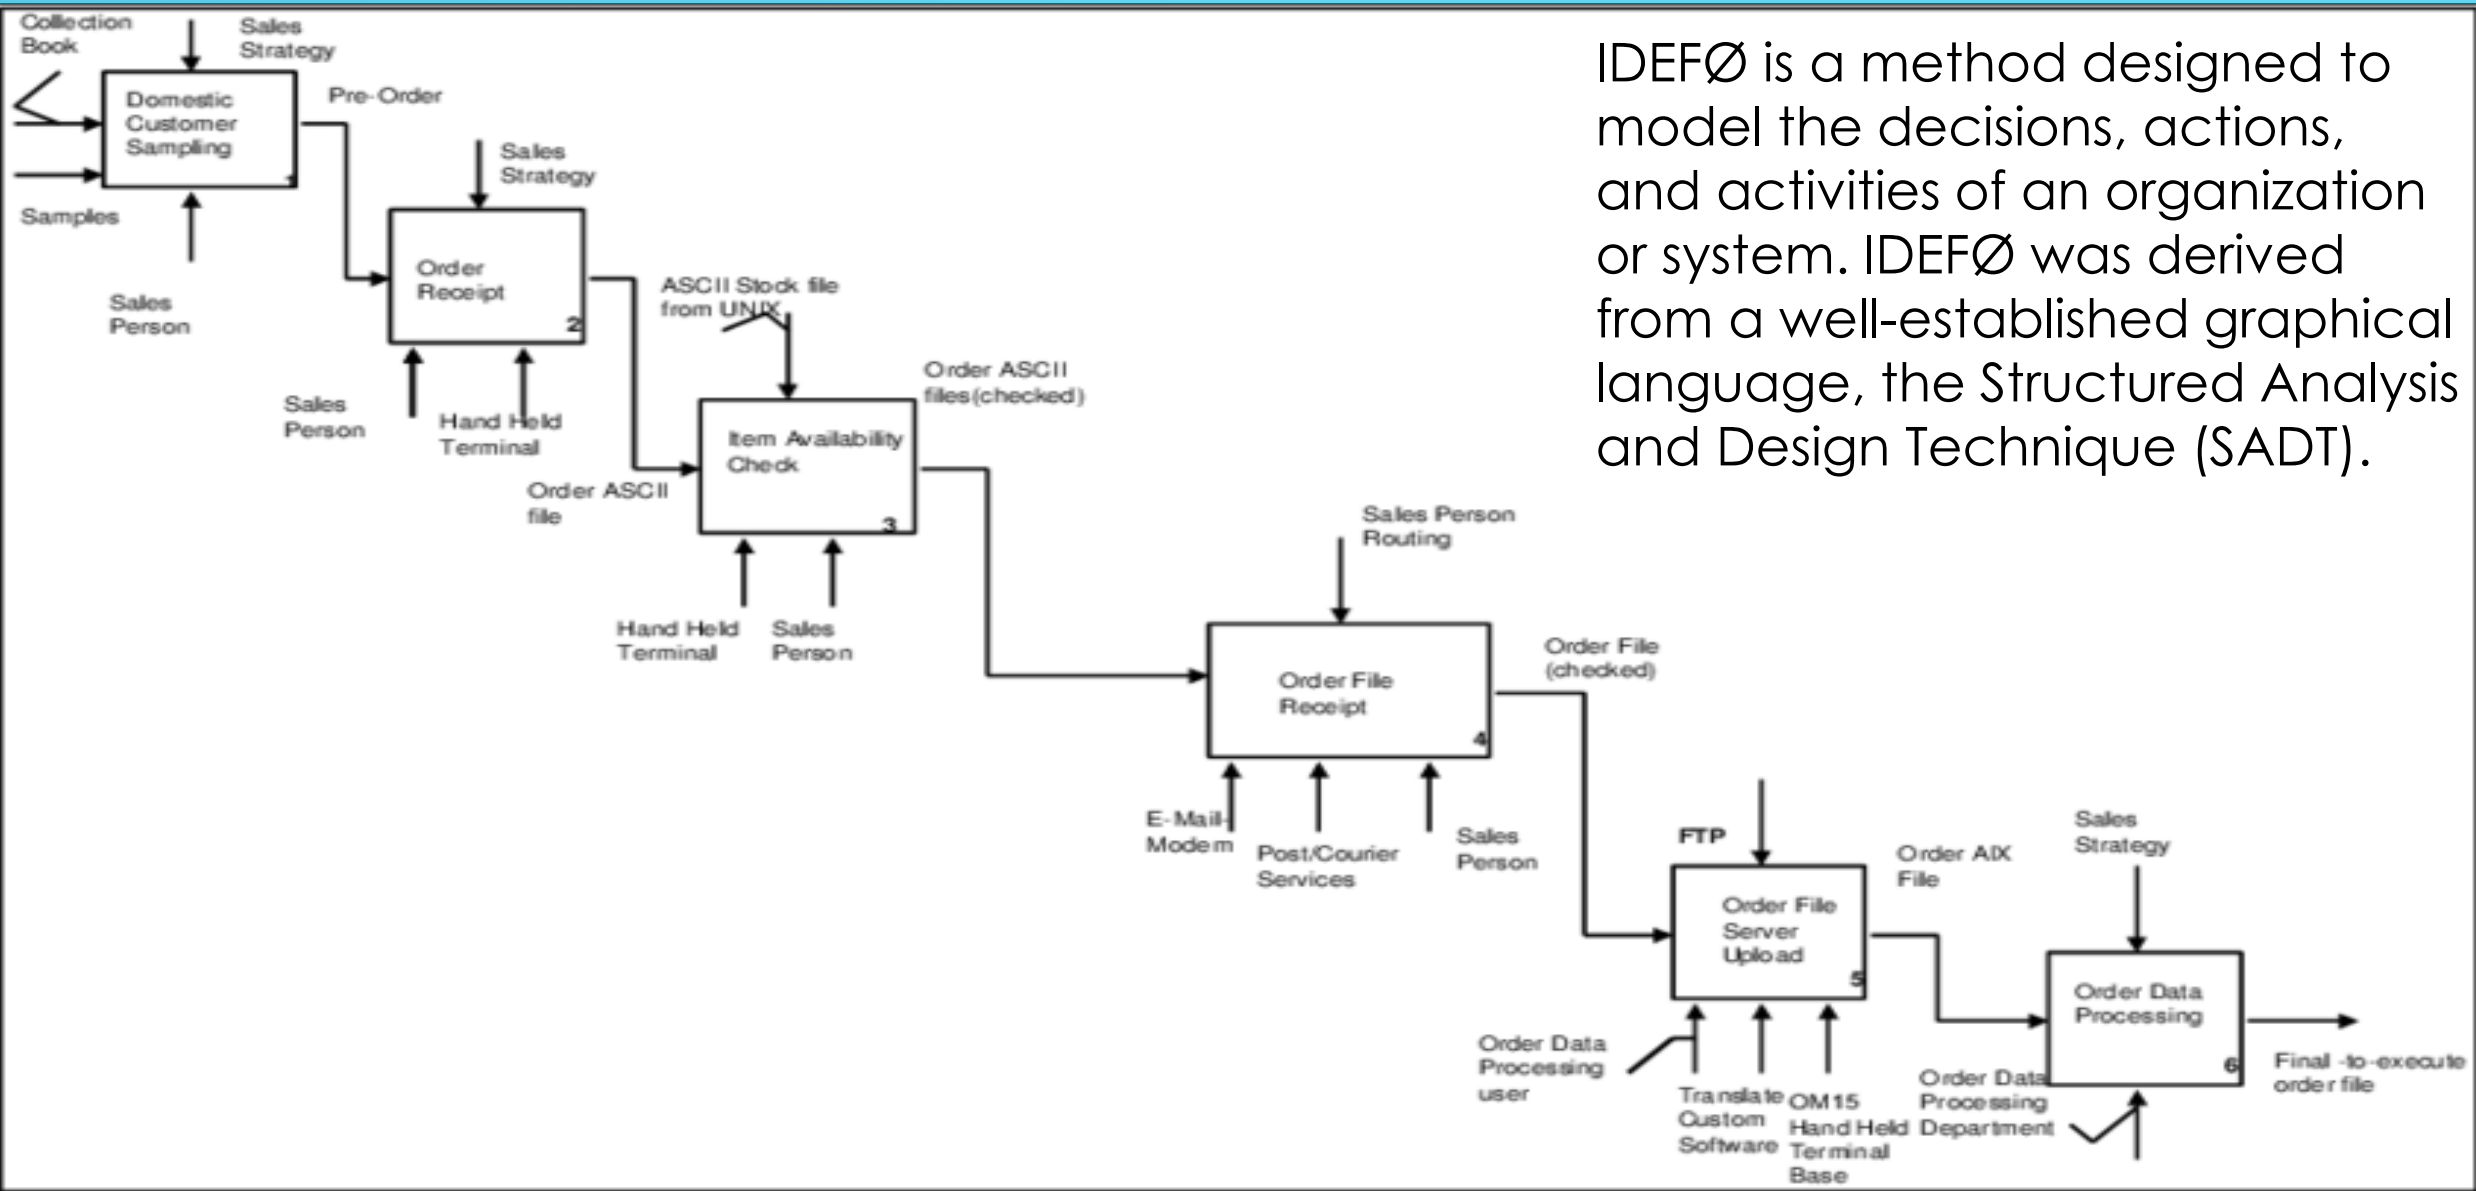 Collection
Book
Sales
Strategy
Domestic
Customer
Sampling
1
Pre-Order
Samples
Sales
Person
Sales
Strategy
Order
Receipt
2
Sales
Person
Hand Held
Terminal
ASCII Stock file
from UNIX
Order ASCII
file
Item Availability
Check
3
Order ASCII
files(checked)
Hand Held
Terminal
Sales
Person
IDEFØ is a method designed to
model the decisions, actions,
and activities of an organization
or system. IDEFØ was derived
from a well-established graphical
language, the Structured Analysis
and Design Technique (SADT).
Sales Person
Routing
Order File
Receipt
4
Order File
(checked)
E-Mail-
Modem
Post/Courier
Services
Sales
Person
FTP
Order File
Server
Upload
5
Order AIX
File
Order Data
Processing
user
Translate
Custom
Software
OM15
Hand Held
Terminal
Base
Sales
Strategy
Order Data
Processing
6
Order Data
Processing
Department
Final -to-execute
order file